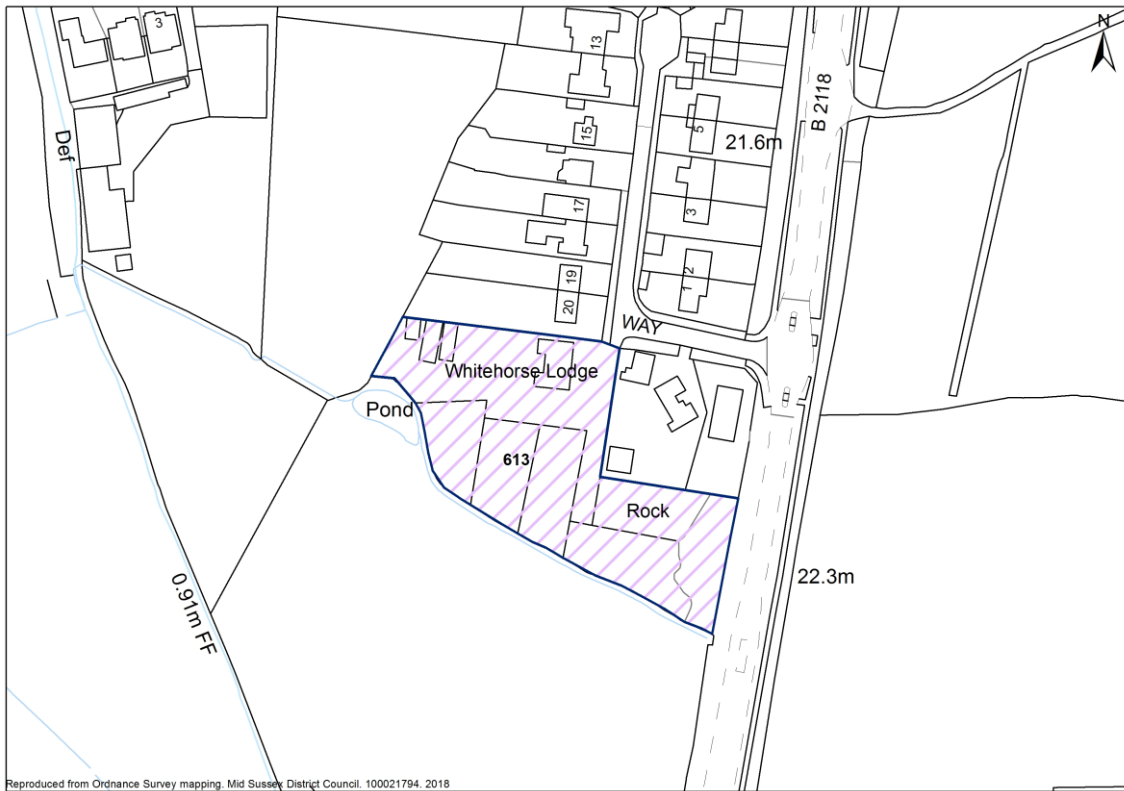 N
3
13
Def
B 2118
15
5
21.6m
17
3
19
2
20
1
WAY
Whitehorse Lodge
Pond
613
Rock
22.3m
0.91m FF
Reproduced from Ordnance Survey mapping. Mid Sussex District Council. 100021794. 2018